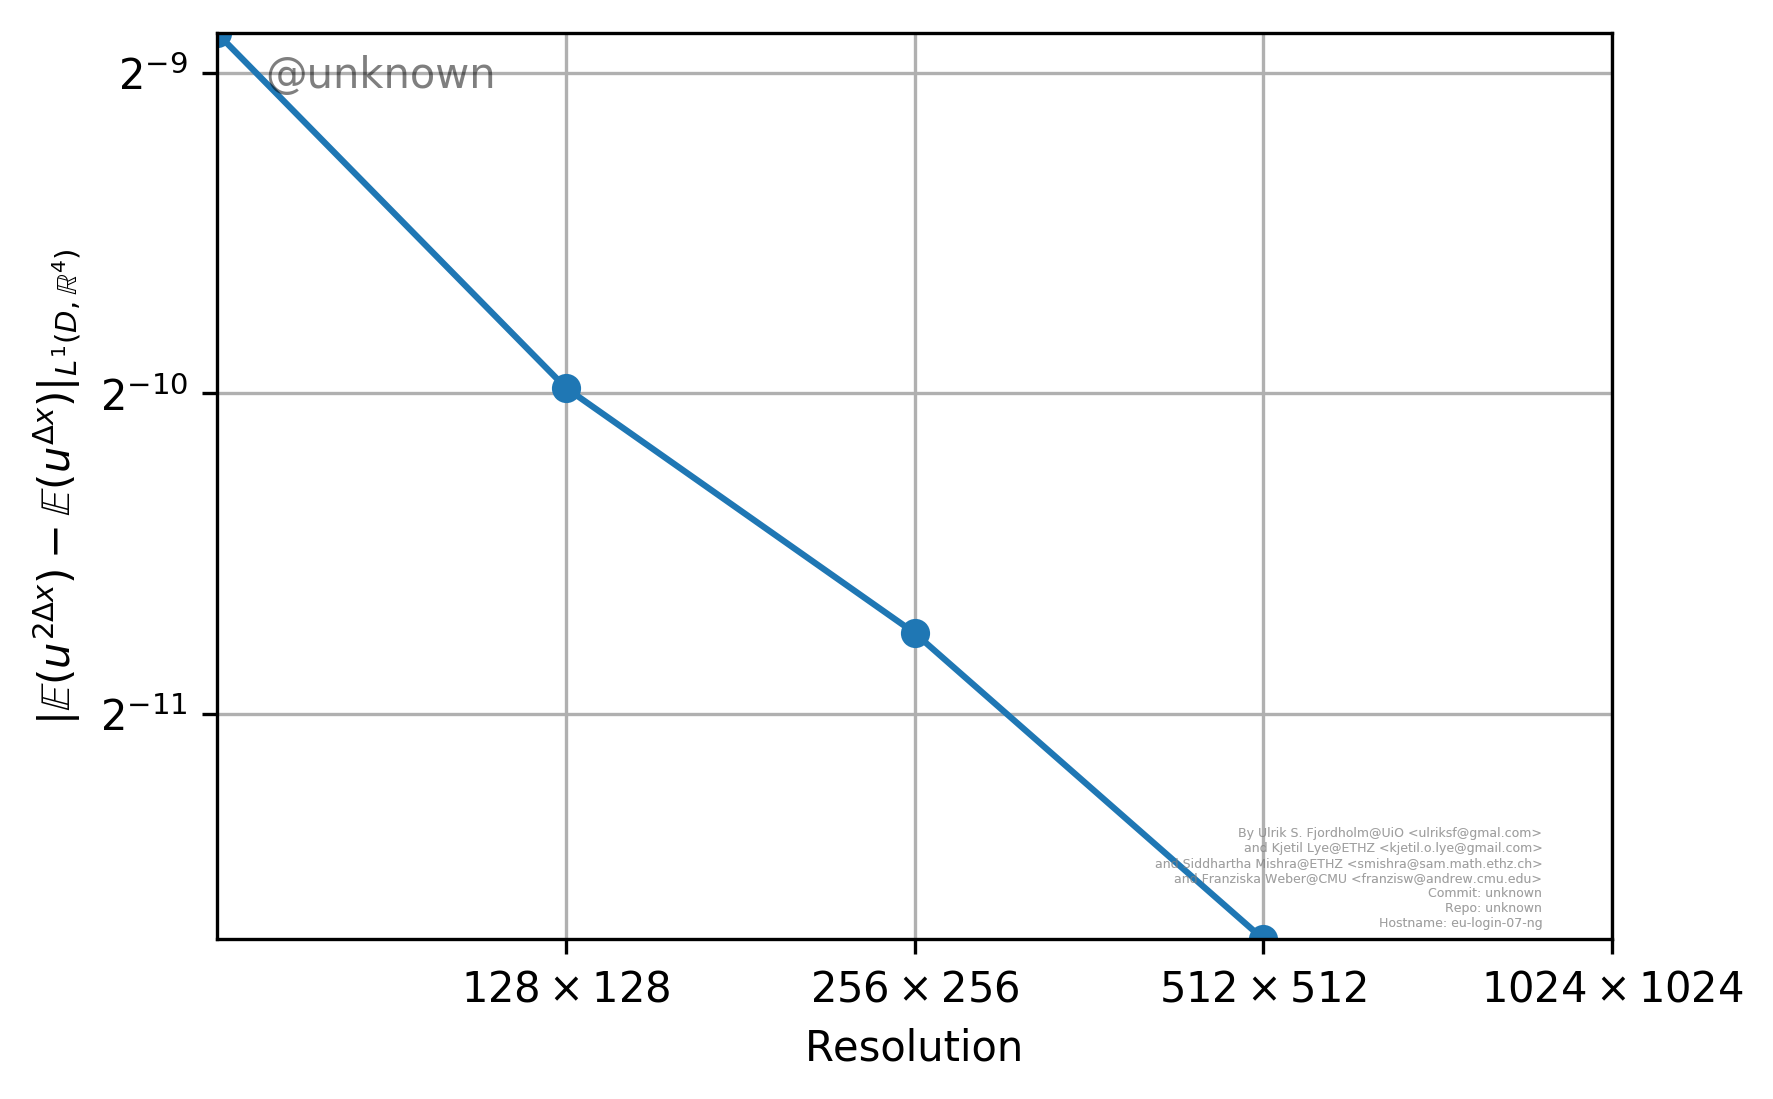 2⁻⁹
@unknown
2⁻¹⁰
2⁻¹¹
|𝔼(u^{2Δx}) − 𝔼(u^{Δx})|_{L¹(D, ℝ⁴)}
By Ulrik S. Fjordholm@UiO <ulriksf@gmal.com>
and Kjetil Lye@ETHZ <kjetil.o.lye@gmail.com>
and Siddhartha Mishra@ETHZ <smishra@sam.math.ethz.ch>
and Franziska Weber@CMU <franzisw@andrew.cmu.edu>
Commit: unknown
Repo: unknown
Hostname: eu-login-07-ng
128 × 128 256 × 256 512 × 512 1024 × 1024
Resolution